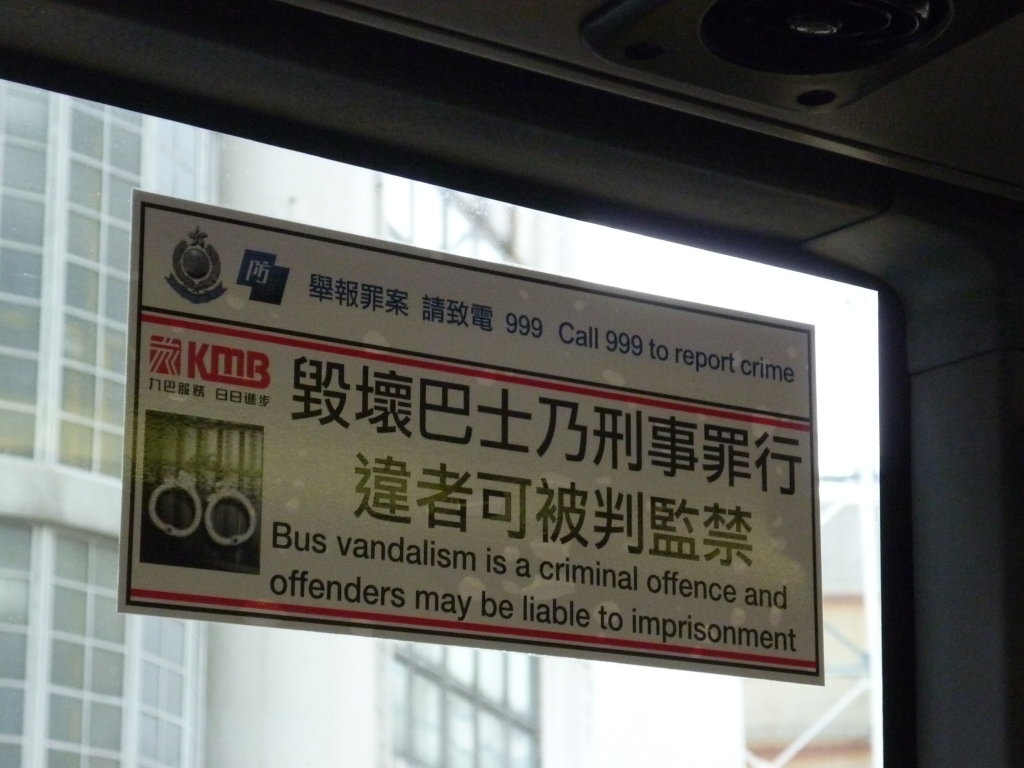 防
舉報罪案 請致電 999 Call 999 to report crime
KMB
九巴服務 日日進步
毀壞巴士乃刑事罪行
違者可被判監禁
Bus vandalism is a criminal offence and
offenders may be liable to imprisonment